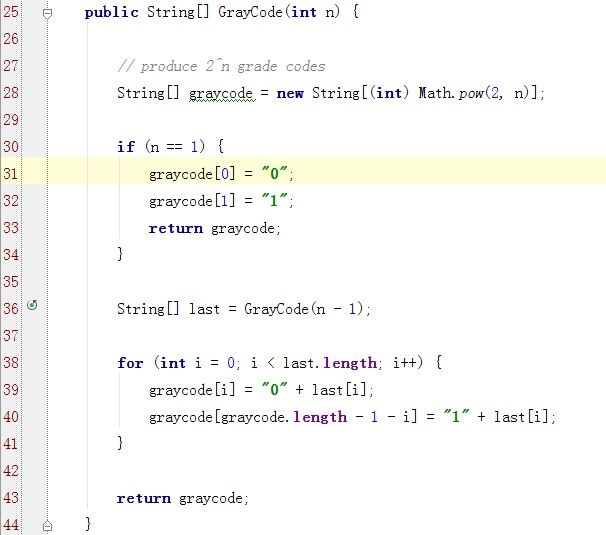 25 public String[] GrayCode(int n) {
26
27 // produce 2^n grade codes
28 String[] graycode = new String[(int) Math.pow(2, n)];
29
30 if (n == 1) {
31 graycode[0] = "0";
32 graycode[1] = "1";
33 return graycode;
34 }
35
36 String[] last = GrayCode(n - 1);
37
38 for (int i = 0; i < last.length; i++) {
39 graycode[i] = "0" + last[i];
40 graycode[graycode.length - 1 - i] = "1" + last[i];
41 }
42
43 return graycode;
44 }